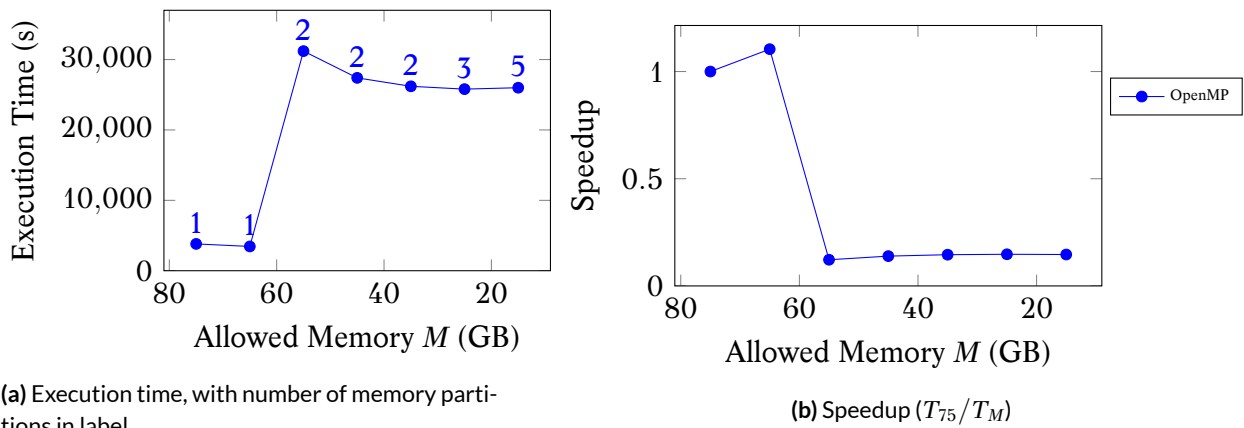 Execution Time (s)
30,000
20,000
10,000
0
1
1
2
2
2
3
5
80
60
40
20
Allowed Memory M (GB)
(a) Execution time, with number of memory parti-
tions in label
Speedup
1
0.5
0
80
60
40
20
Allowed Memory M (GB)
(b) Speedup (T75/TM)
OpenMP